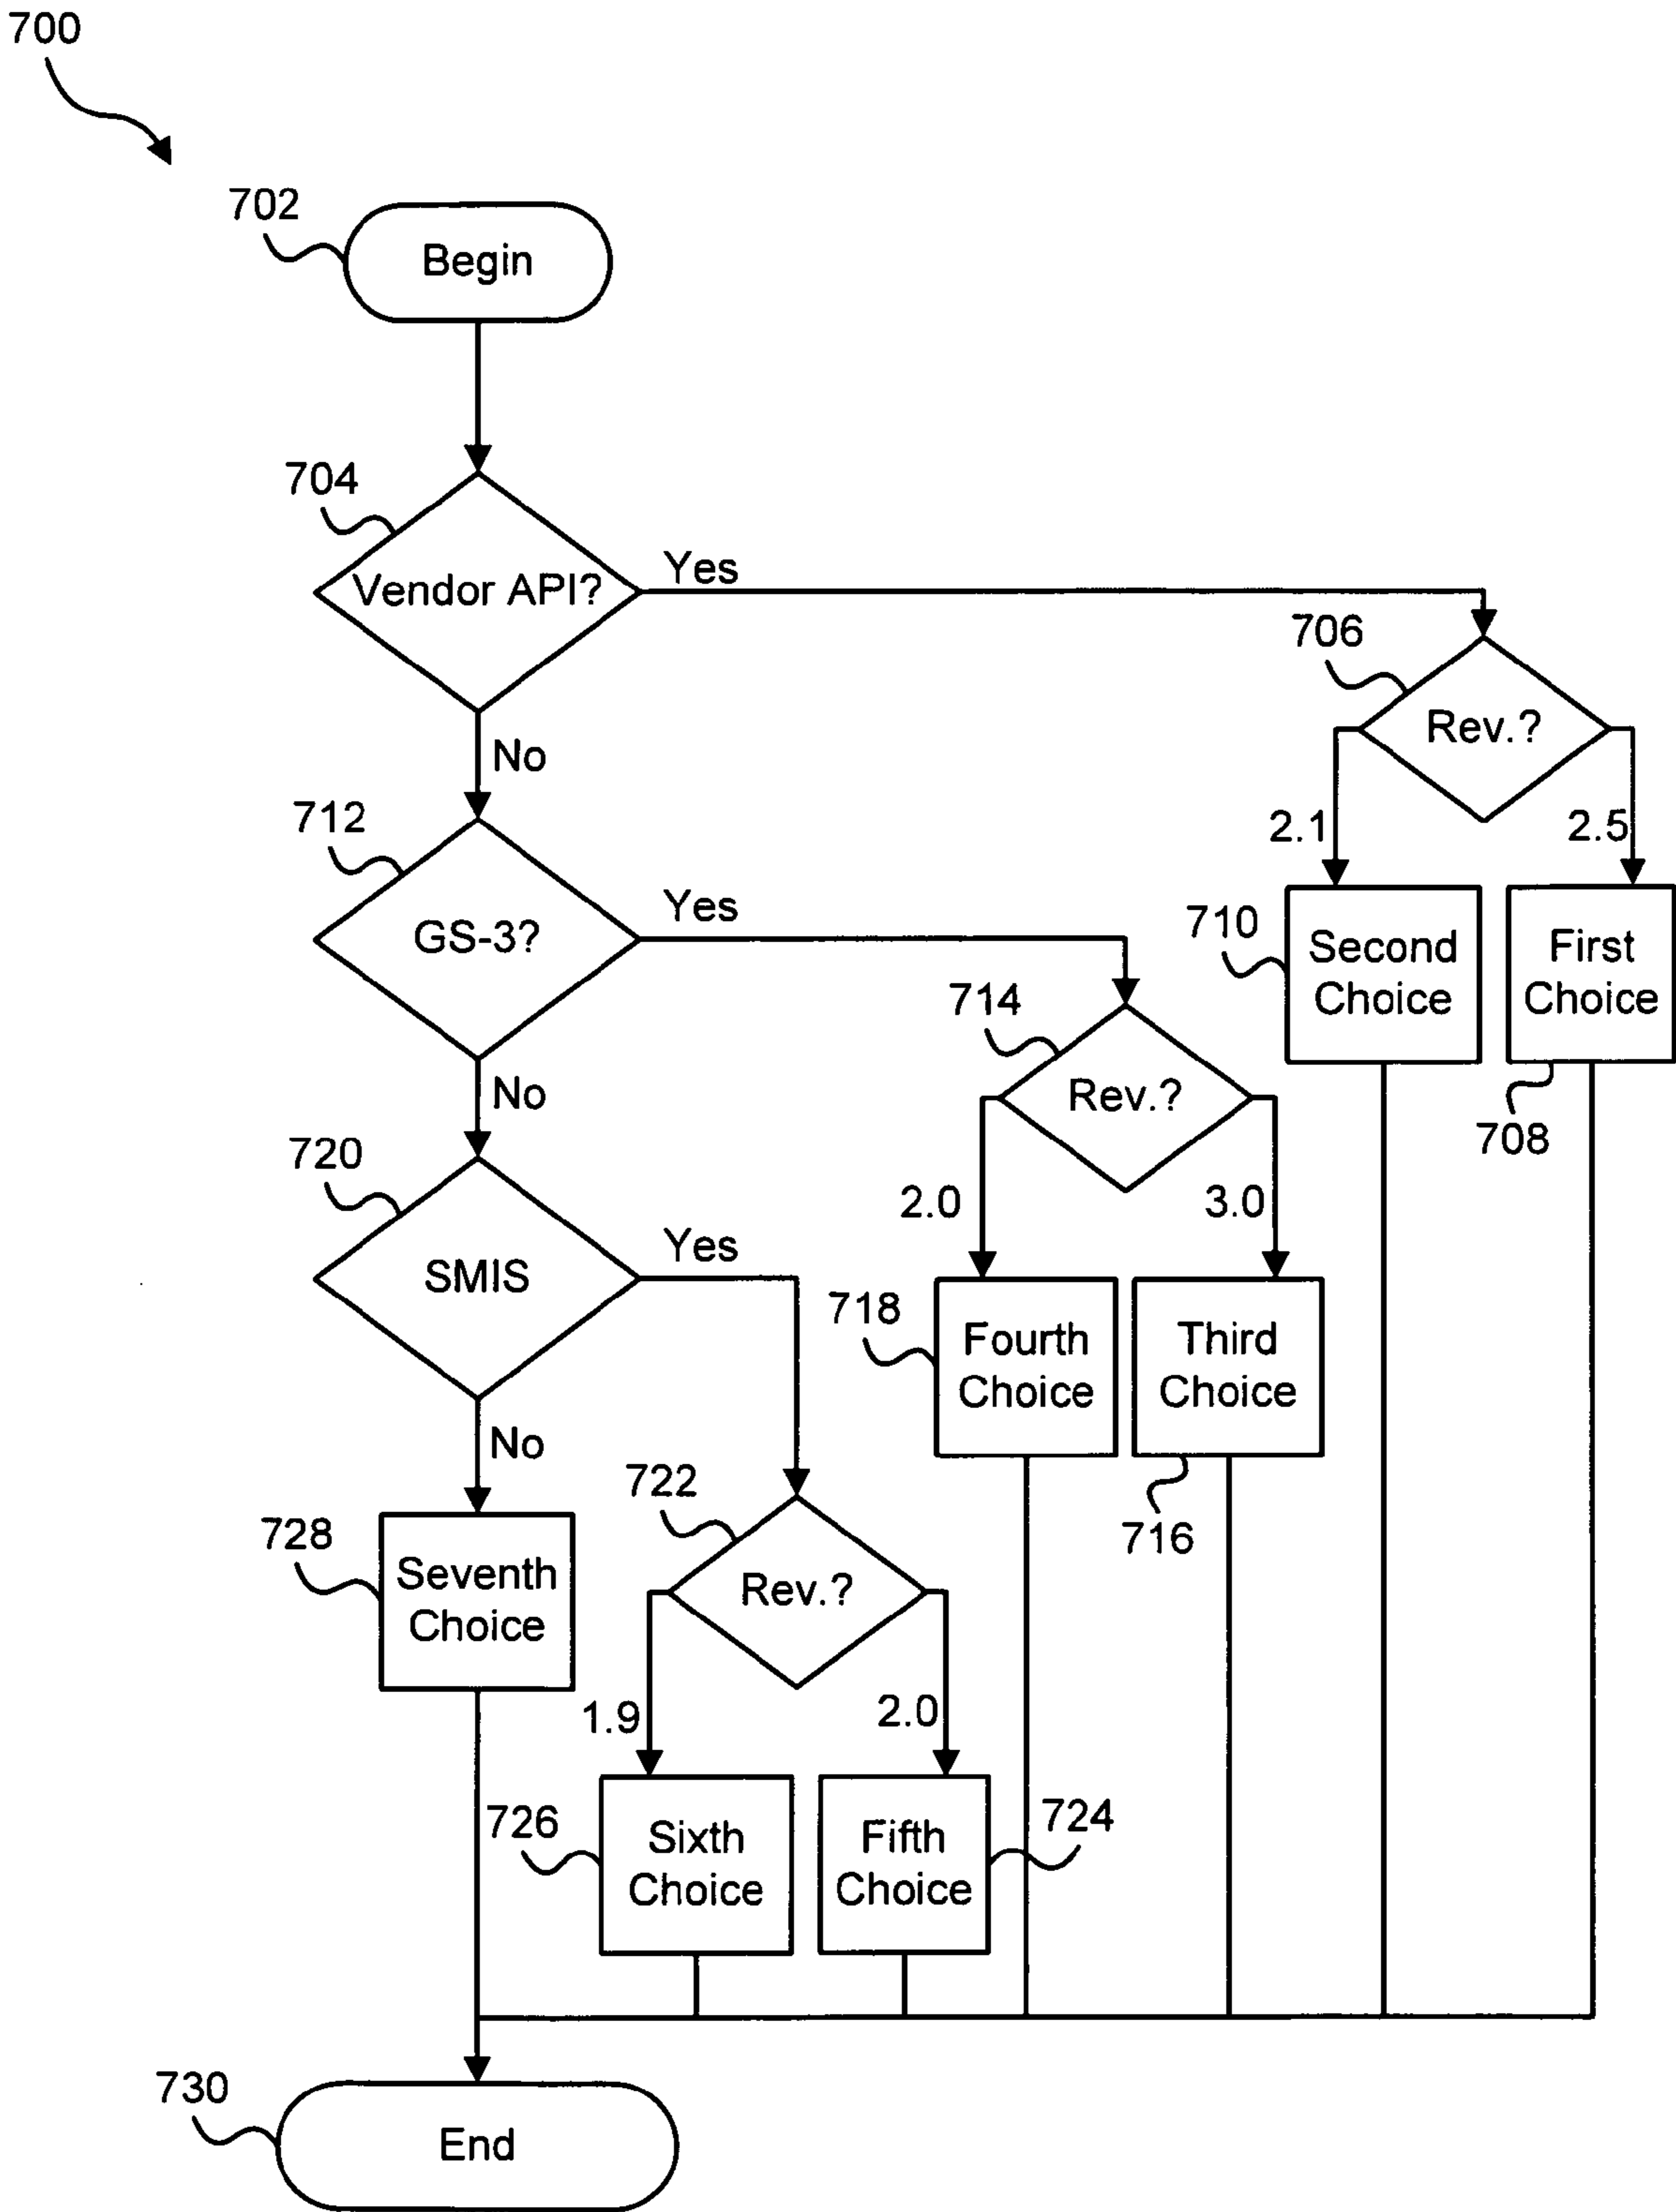 700
702
Begin
704
Vendor API?
Yes
706
Rev.?
No
2.1
2.5
712
GS-3?
Yes
710
Second
Choice
First
Choice
708
714
Rev.?
No
2.0
3.0
720
SMIS
Yes
718
Fourth
Choice
Third
Choice
716
No
722
Rev.?
728
Seventh
Choice
1.9
2.0
726
Sixth
Choice
Fifth
Choice
724
730
End